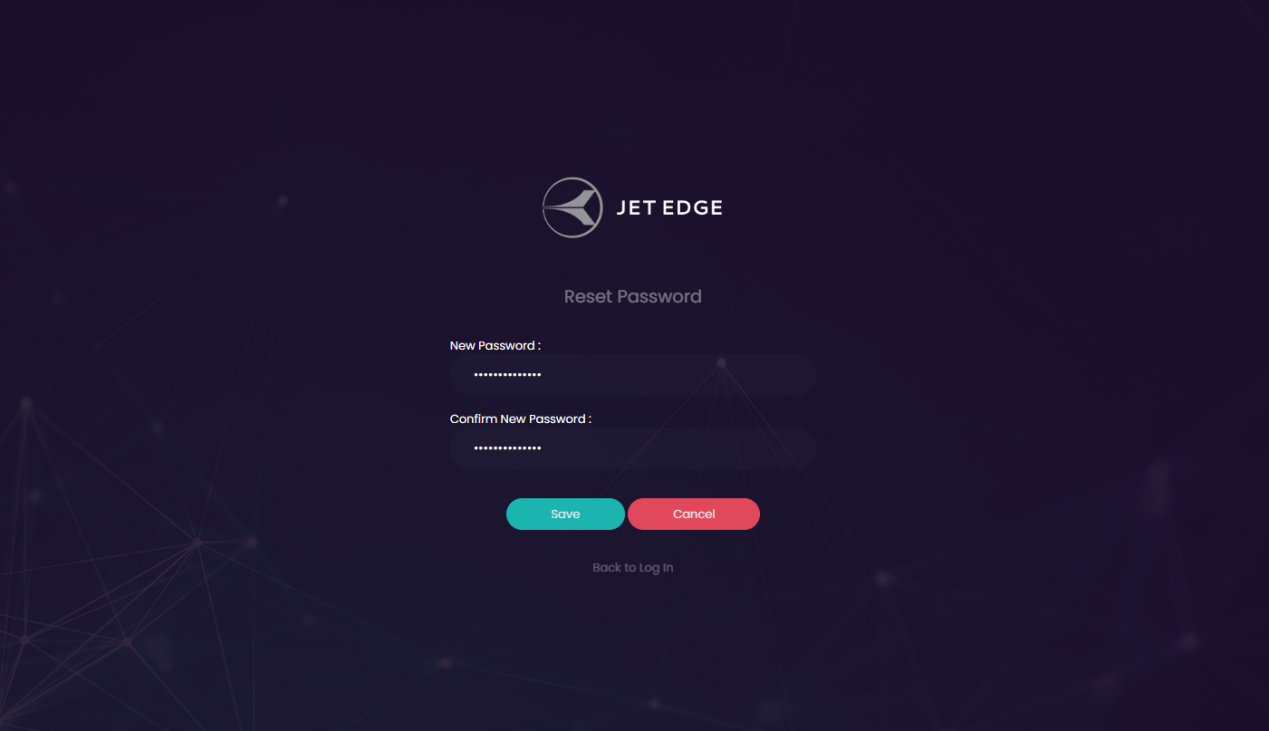 JET EDGE
Reset Password
New Password :
••••••••••••••
Confirm New Password :
••••••••••••••
Save Cancel
Back to Log In